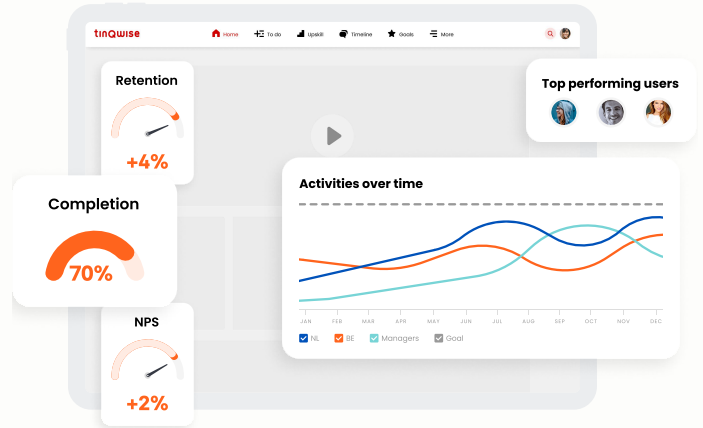 tinQwise
Home
To do
Upskill
Timeline
Goals
More
Retention
+4%
Top performing users
Completion
70%
Activities over time
JAN FEB MAR APR MAY JUN JUL AUG SEP OCT NOV DEC
NL BE Managers Goal
NPS
+2%